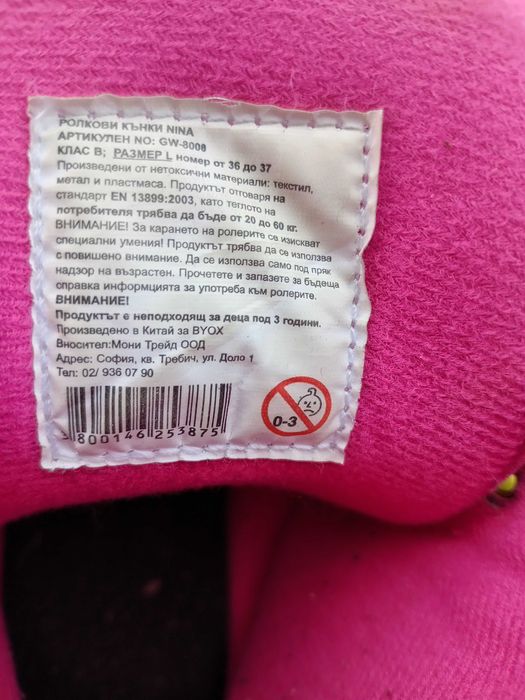 РОЛКОВИ КЪНКИ NINA
АРТИКУЛЕН NO: GW-8008
КЛАС B; РАЗМЕР L номер от 36 до 37
Произведени от нетоксични материали: текстил,
метал и пластмаса. Продуктът отговаря на
стандарт EN 13899:2003, като теглото на
потребителя трябва да бъде от 20 до 60 кг.
ВНИМАНИЕ! За карането на ролерите се изискват
специални умения! Продуктът трябва да се използва
с повишено внимание. Да се използва само под пряк
надзор на възрастен. Прочетете и запазете за бъдеща
справка информацията за употреба към ролерите.
ВНИМАНИЕ!
Продуктът е неподходящ за деца под 3 години.
Произведено в Китай за BYOX
Вносител:Мони Трейд ООД
Адрес: София, кв. Требич, ул. Доло 1
Тел: 02/ 936 07 90
3 800146 253875
0-3